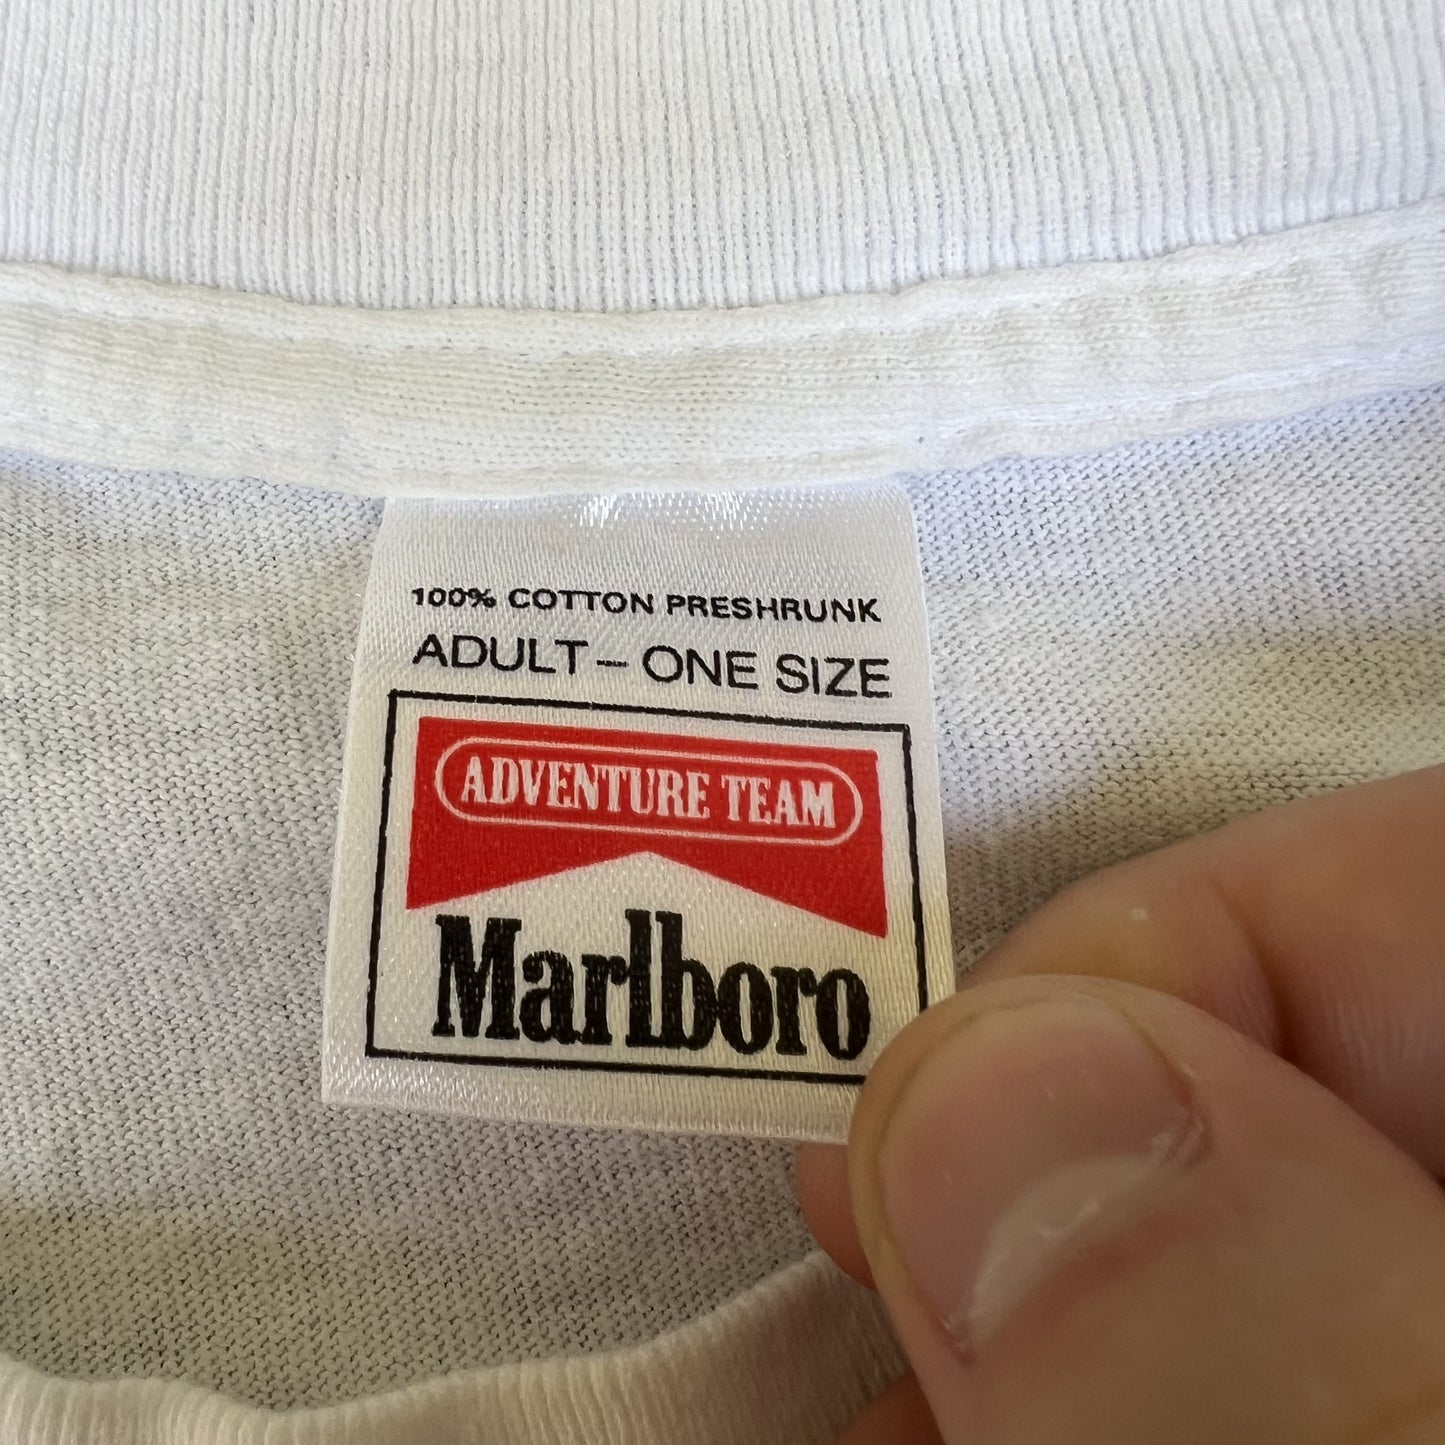 100% COTTON PRESHRUNK
ADULT – ONE SIZE
ADVENTURE TEAM
Marlboro